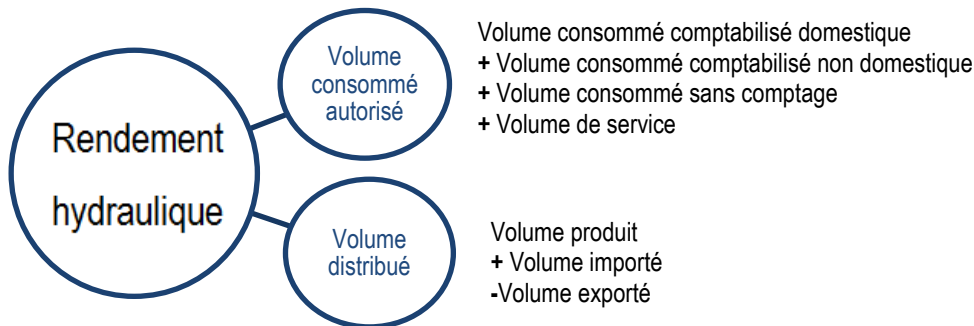 Rendement
hydraulique
Volume
consommé
autorisé
Volume consommé comptabilisé domestique
+ Volume consommé comptabilisé non domestique
+ Volume consommé sans comptage
+ Volume de service
Volume
distribué
Volume produit
+ Volume importé
-Volume exporté